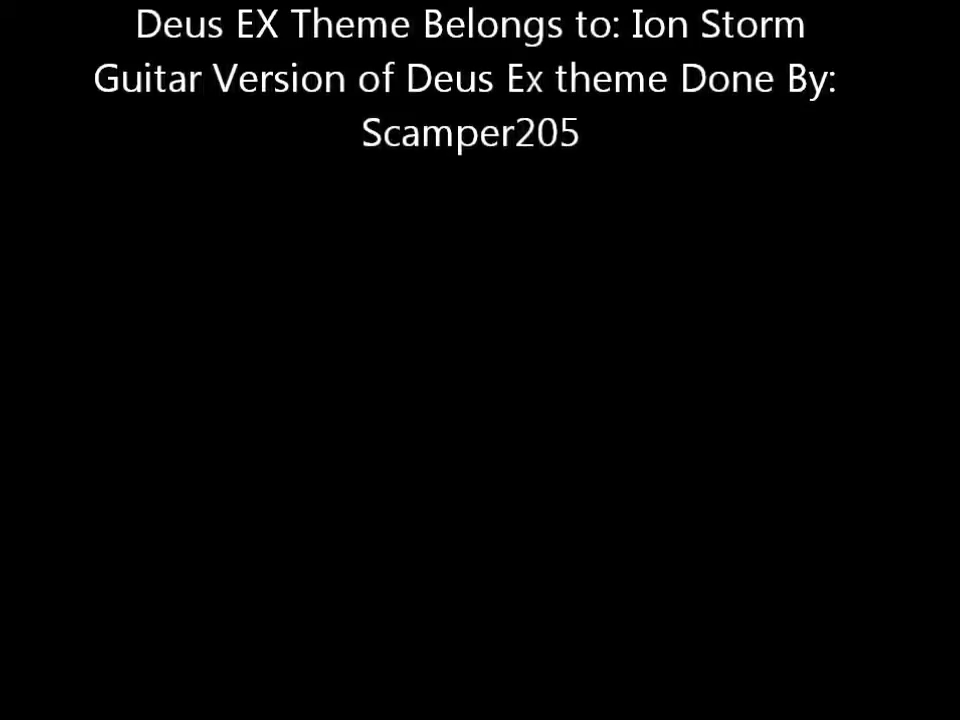 Deus EX Theme Belongs to: Ion Storm
Guitar Version of Deus Ex theme Done By:
Scamper205